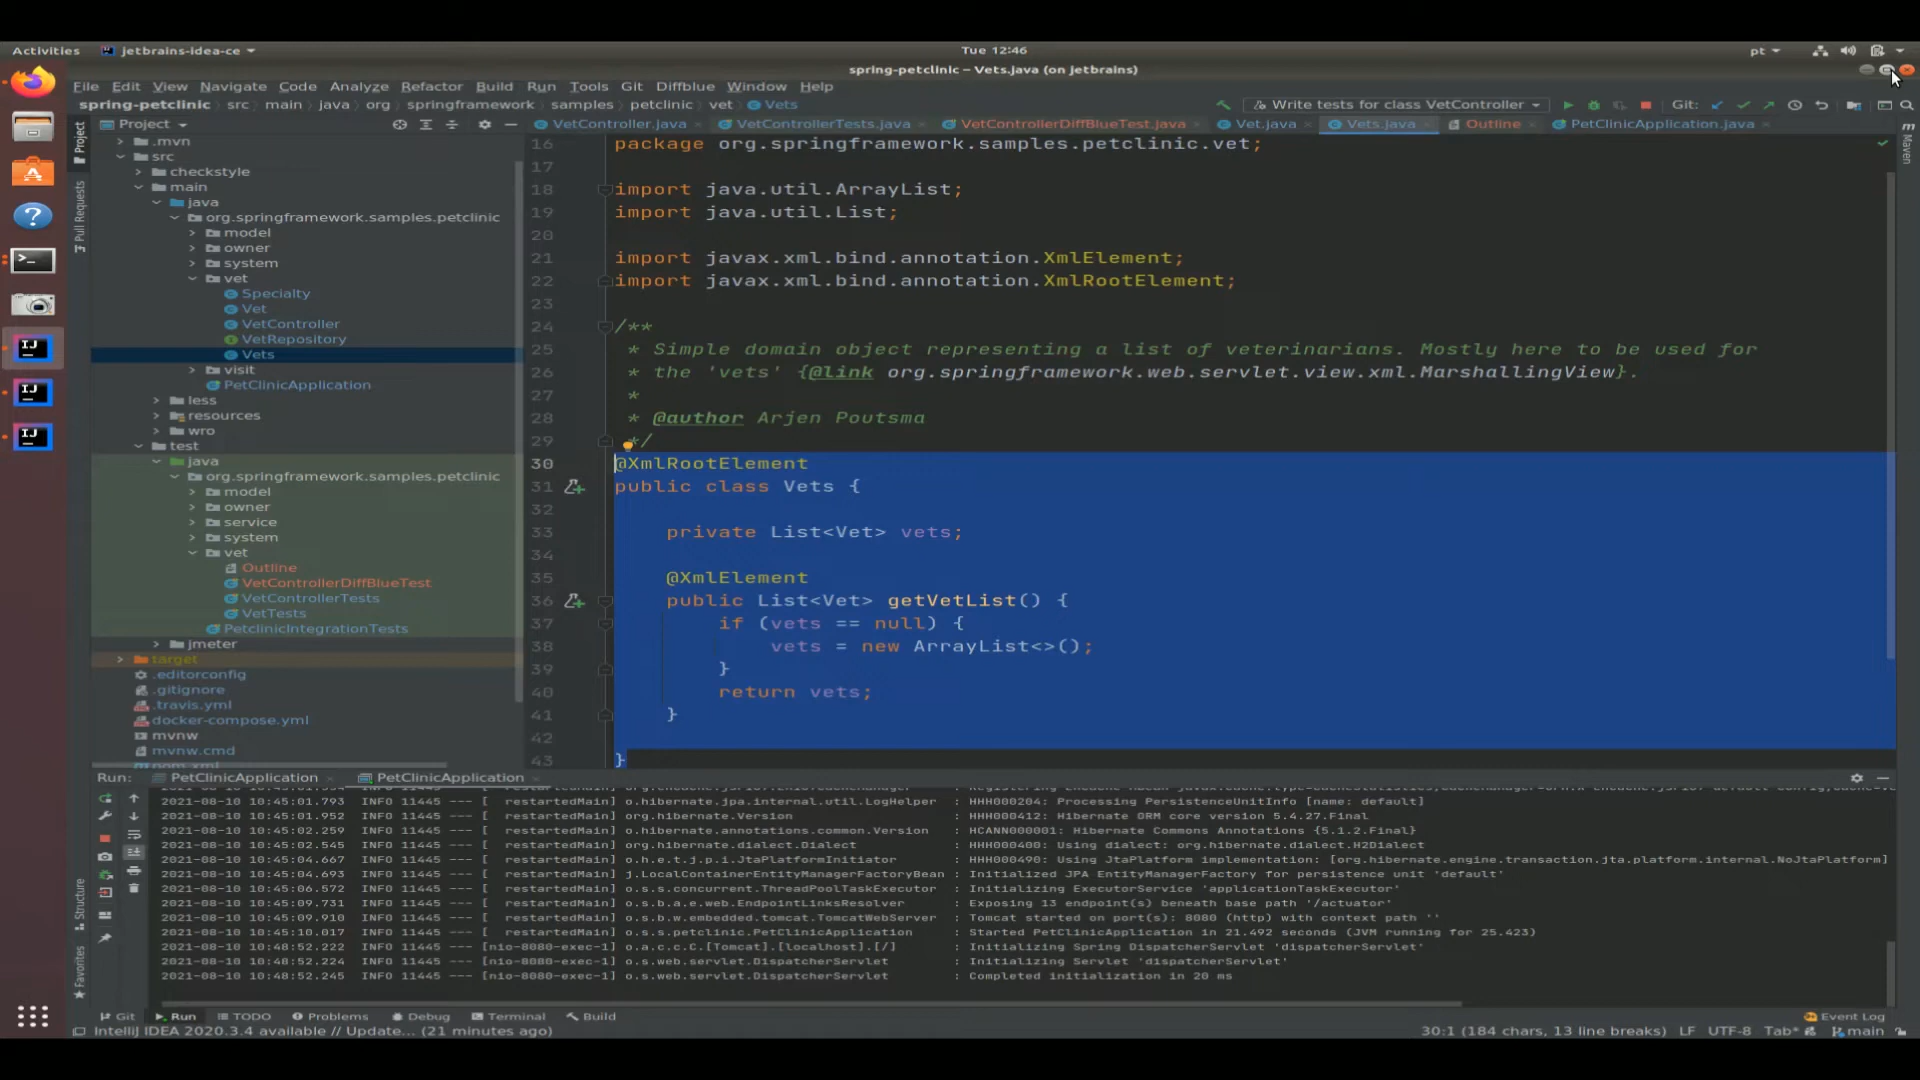 Activities
jetbrains-idea-ce
Tue 12:46
pt
spring-petclinic – Vets.java (on jetbrains)
File Edit View Navigate Code Analyze Refactor Build Run Tools Git Diffblue Window Help
spring-petclinic src main java org springframework samples petclinic vet Vets
Write tests for class VetController
Git:
Project
VetController.java
VetControllerTests.java
VetControllerDiffBlueTest.java
Vet.java
Vets.java
Outline
PetClinicApplication.java
Project
Pull Requests
Maven
.mvn
src
checkstyle
main
java
org.springframework.samples.petclinic
model
owner
system
vet
Specialty
Vet
VetController
VetRepository
Vets
visit
PetClinicApplication
less
resources
wro
test
java
org.springframework.samples.petclinic
model
owner
service
system
vet
Outline
VetControllerDiffBlueTest
VetControllerTests
VetTests
PetclinicIntegrationTests
jmeter
target
.editorconfig
.gitignore
.travis.yml
docker-compose.yml
mvnw
mvnw.cmd
16 package org.springframework.samples.petclinic.vet;
17
18 import java.util.ArrayList;
19 import java.util.List;
20
21 import javax.xml.bind.annotation.XmlElement;
22 import javax.xml.bind.annotation.XmlRootElement;
23
24 /**
25 * Simple domain object representing a list of veterinarians. Mostly here to be used for
26 * the 'vets' {@link org.springframework.web.servlet.view.xml.MarshallingView}.
27 *
28 * @author Arjen Poutsma
29 */
30 @XmlRootElement
31 public class Vets {
32
33 private List<Vet> vets;
34
35 @XmlElement
36 public List<Vet> getVetList() {
37 if (vets == null) {
38 vets = new ArrayList<>();
39 }
40 return vets;
41 }
42
43 }
Run: PetClinicApplication PetClinicApplication
2021-08-10 10:45:01.793 INFO 11445 --- [ restartedMain] o.hibernate.jpa.internal.util.LogHelper : HHH000204: Processing PersistenceUnitInfo [name: default]
2021-08-10 10:45:01.952 INFO 11445 --- [ restartedMain] org.hibernate.Version : HHH000412: Hibernate ORM core version 5.4.27.Final
2021-08-10 10:45:02.259 INFO 11445 --- [ restartedMain] o.hibernate.annotations.common.Version : HCANN000001: Hibernate Commons Annotations {5.1.2.Final}
2021-08-10 10:45:02.545 INFO 11445 --- [ restartedMain] org.hibernate.dialect.Dialect : HHH000400: Using dialect: org.hibernate.dialect.H2Dialect
2021-08-10 10:45:04.667 INFO 11445 --- [ restartedMain] o.h.e.t.j.p.i.JtaPlatformInitiator : HHH000490: Using JtaPlatform implementation: [org.hibernate.engine.transaction.jta.platform.internal.NoJtaPlatform]
2021-08-10 10:45:04.693 INFO 11445 --- [ restartedMain] j.LocalContainerEntityManagerFactoryBean : Initialized JPA EntityManagerFactory for persistence unit 'default'
2021-08-10 10:45:06.572 INFO 11445 --- [ restartedMain] o.s.s.concurrent.ThreadPoolTaskExecutor : Initializing ExecutorService 'applicationTaskExecutor'
2021-08-10 10:45:09.731 INFO 11445 --- [ restartedMain] o.s.b.a.e.web.EndpointLinksResolver : Exposing 13 endpoint(s) beneath base path '/actuator'
2021-08-10 10:45:09.910 INFO 11445 --- [ restartedMain] o.s.b.w.embedded.tomcat.TomcatWebServer : Tomcat started on port(s): 8080 (http) with context path ''
2021-08-10 10:45:10.017 INFO 11445 --- [ restartedMain] o.s.s.petclinic.PetClinicApplication : Started PetClinicApplication in 21.492 seconds (JVM running for 25.423)
2021-08-10 10:48:52.222 INFO 11445 --- [nio-8080-exec-1] o.a.c.c.C.[Tomcat].[localhost].[/] : Initializing Spring DispatcherServlet 'dispatcherServlet'
2021-08-10 10:48:52.224 INFO 11445 --- [nio-8080-exec-1] o.s.web.servlet.DispatcherServlet : Initializing Servlet 'dispatcherServlet'
2021-08-10 10:48:52.245 INFO 11445 --- [nio-8080-exec-1] o.s.web.servlet.DispatcherServlet : Completed initialization in 20 ms
Structure
Favorites
Git Run TODO Problems Debug Terminal Build
Event Log
IntelliJ IDEA 2020.3.4 available // Update... (21 minutes ago)
30:1 (184 chars, 13 line breaks) LF UTF-8 Tab* main